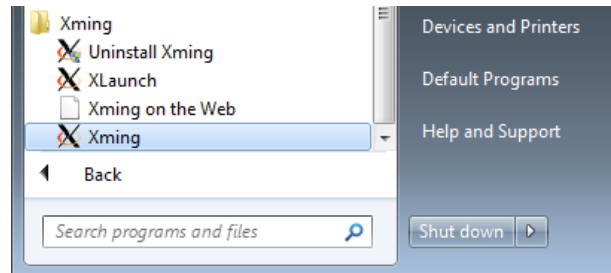 Xming
Uninstall Xming
XLaunch
Xming on the Web
Xming
Back
Search programs and files
Devices and Printers
Default Programs
Help and Support
Shut down